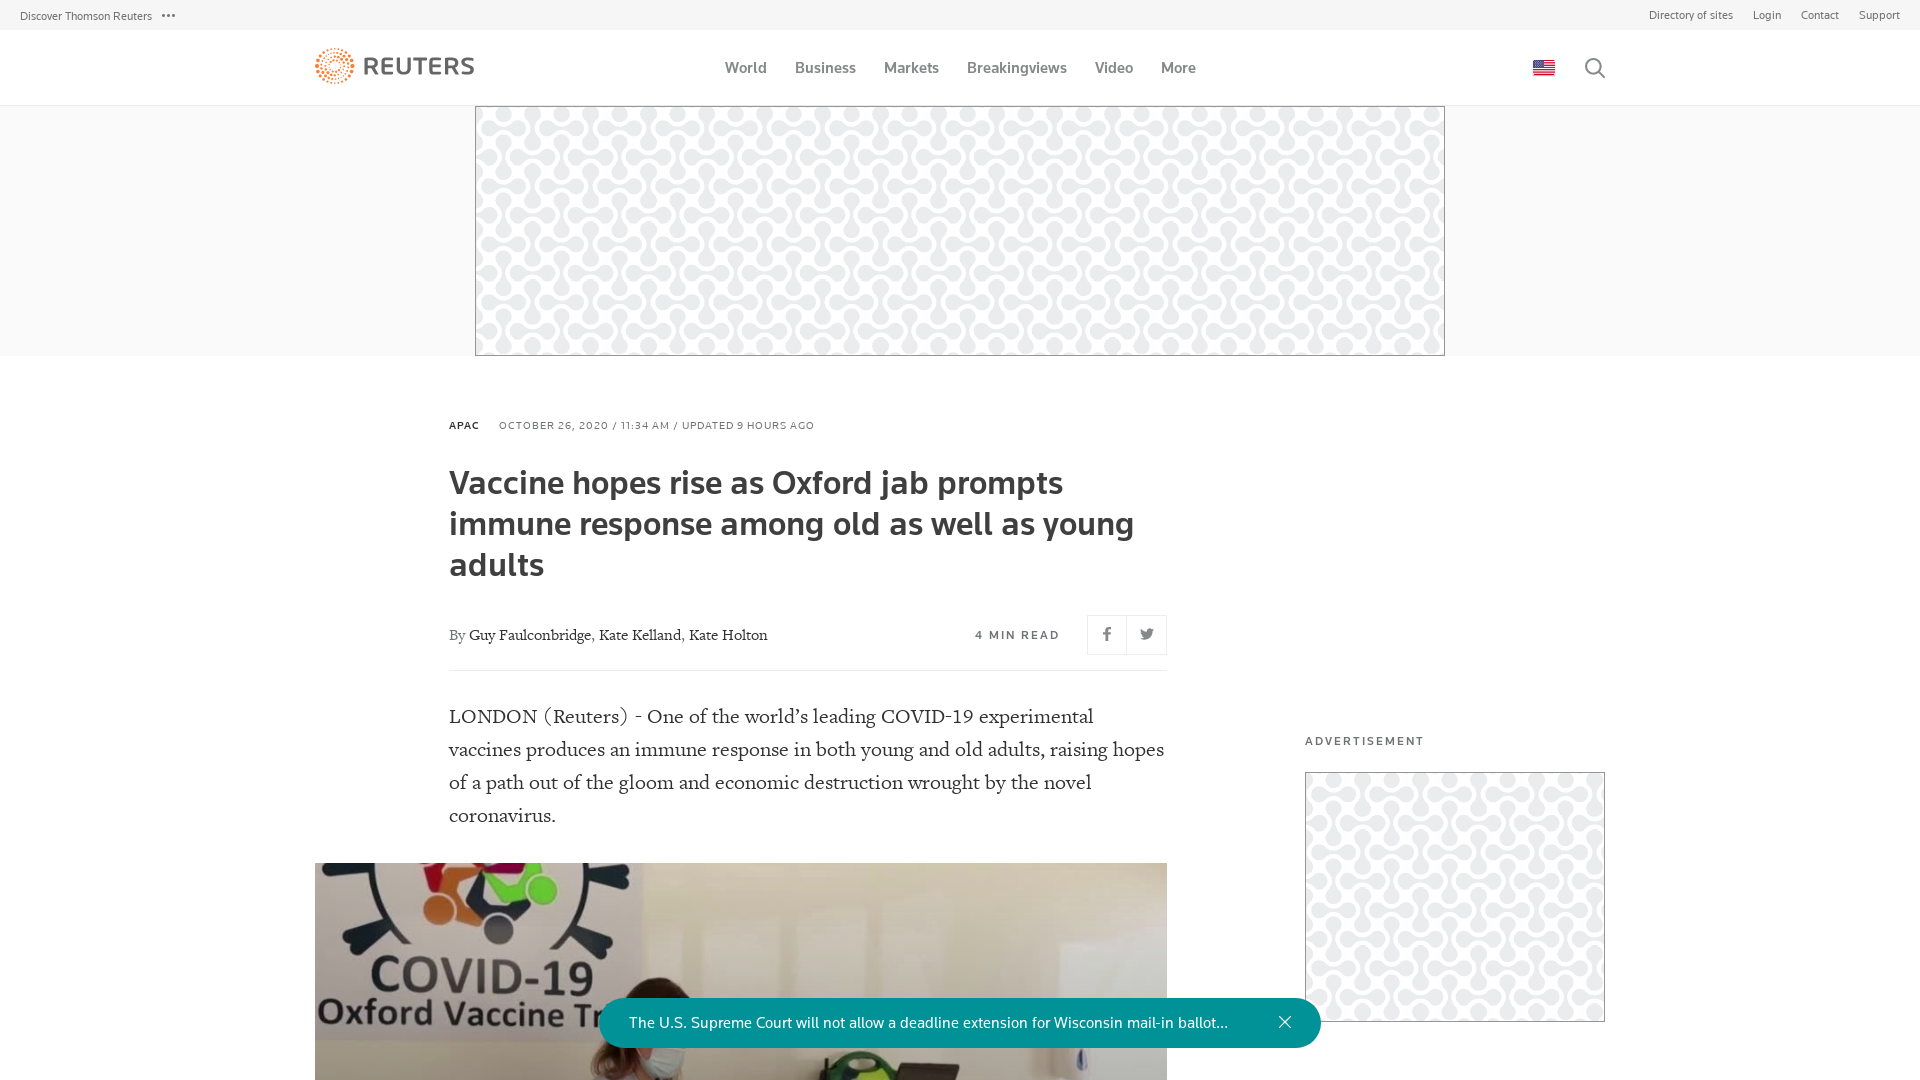 Discover Thomson Reuters
Directory of sites Login Contact Support
REUTERS
World Business Markets Breakingviews Video More
APAC OCTOBER 26, 2020 / 11:34 AM / UPDATED 9 HOURS AGO
Vaccine hopes rise as Oxford jab prompts
immune response among old as well as young
adults
By Guy Faulconbridge, Kate Kelland, Kate Holton
4 MIN READ
LONDON (Reuters) - One of the world’s leading COVID-19 experimental
vaccines produces an immune response in both young and old adults, raising hopes
of a path out of the gloom and economic destruction wrought by the novel
coronavirus.
ADVERTISEMENT
COVID-19
Oxford Vaccine
The U.S. Supreme Court will not allow a deadline extension for Wisconsin mail-in ballot...